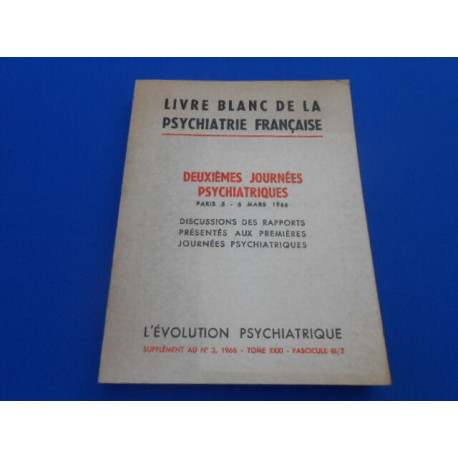 LIVRE BLANC DE LA
PSYCHIATRIE FRANÇAISE
DEUXIÈMES JOURNÉES
PSYCHIATRIQUES
PARIS 5 - 6 MARS 1966
DISCUSSIONS DES RAPPORTS
PRÉSENTÉS AUX PREMIÈRES
JOURNÉES PSYCHIATRIQUES
L'ÉVOLUTION PSYCHIATRIQUE
SUPPLÉMENT AU N° 3, 1966 - TOME XXXI - FASCICULE III/2